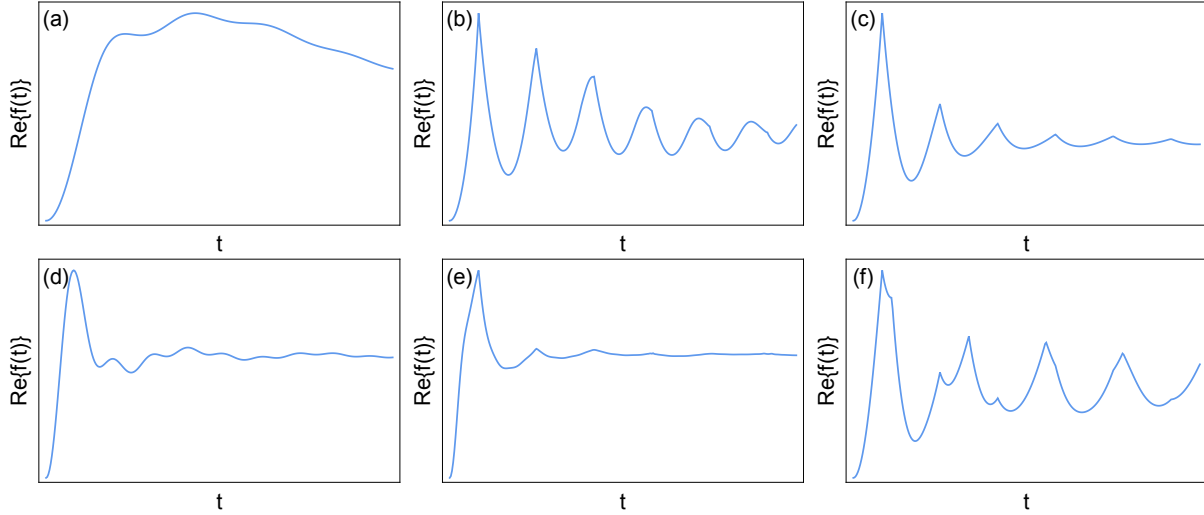 (a)
Re{f(t)}
t
(b)
Re{f(t)}
t
(c)
Re{f(t)}
t
(d)
Re{f(t)}
t
(e)
Re{f(t)}
t
(f)
Re{f(t)}
t